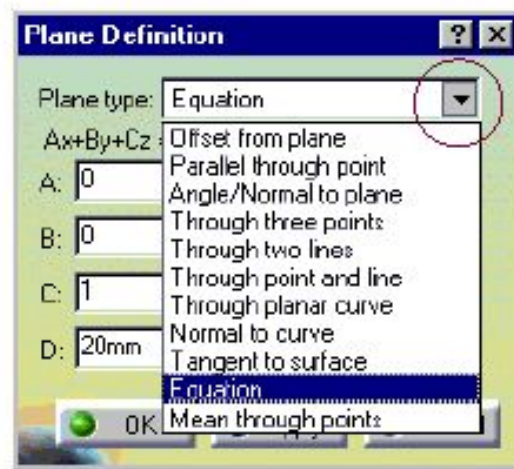 Plane Definition
Plane type: Equation
Ax+By+Cz =
Offset from plane
Parallel through point
A: 0
Angle/Normal to plane
Through three points
B: 0
Through two lines
Through point and line
C: 1
Through planar curve
Normal to curve
D: 20mm
Tangent to surface
Equation
Mean through points
OK